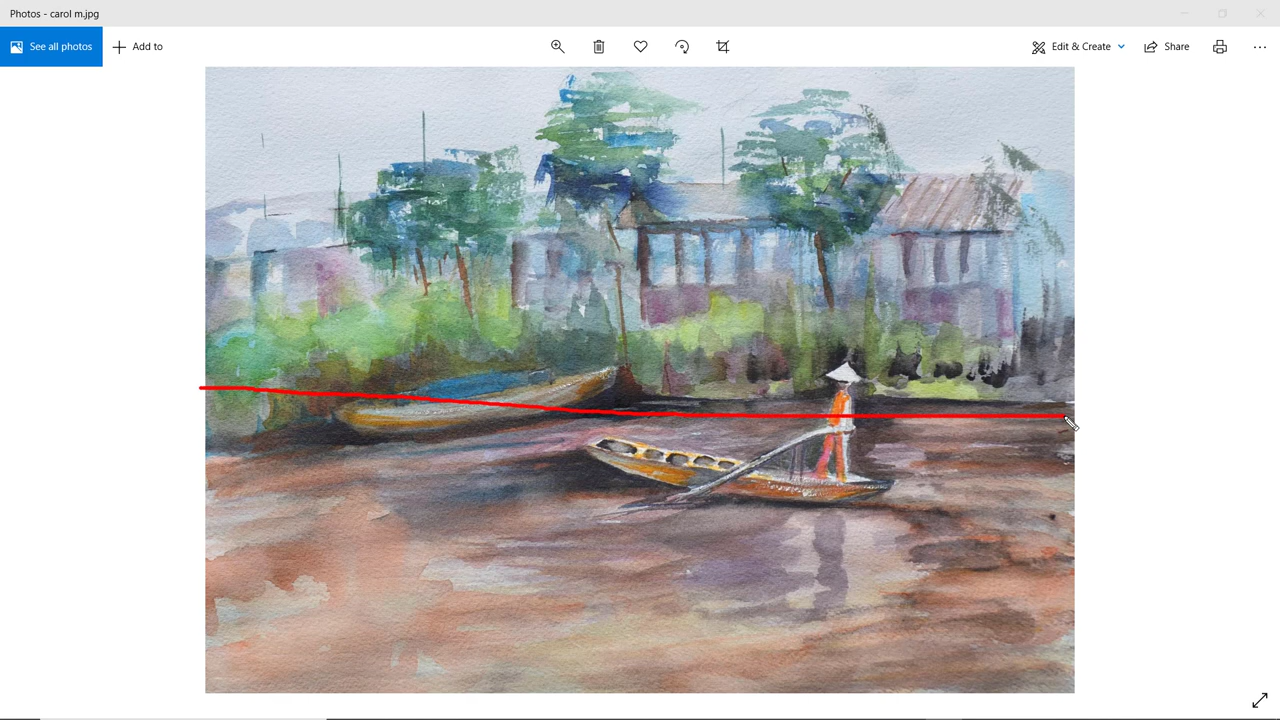 Photos - carol m.jpg
See all photos
Add to
Edit & Create
Share